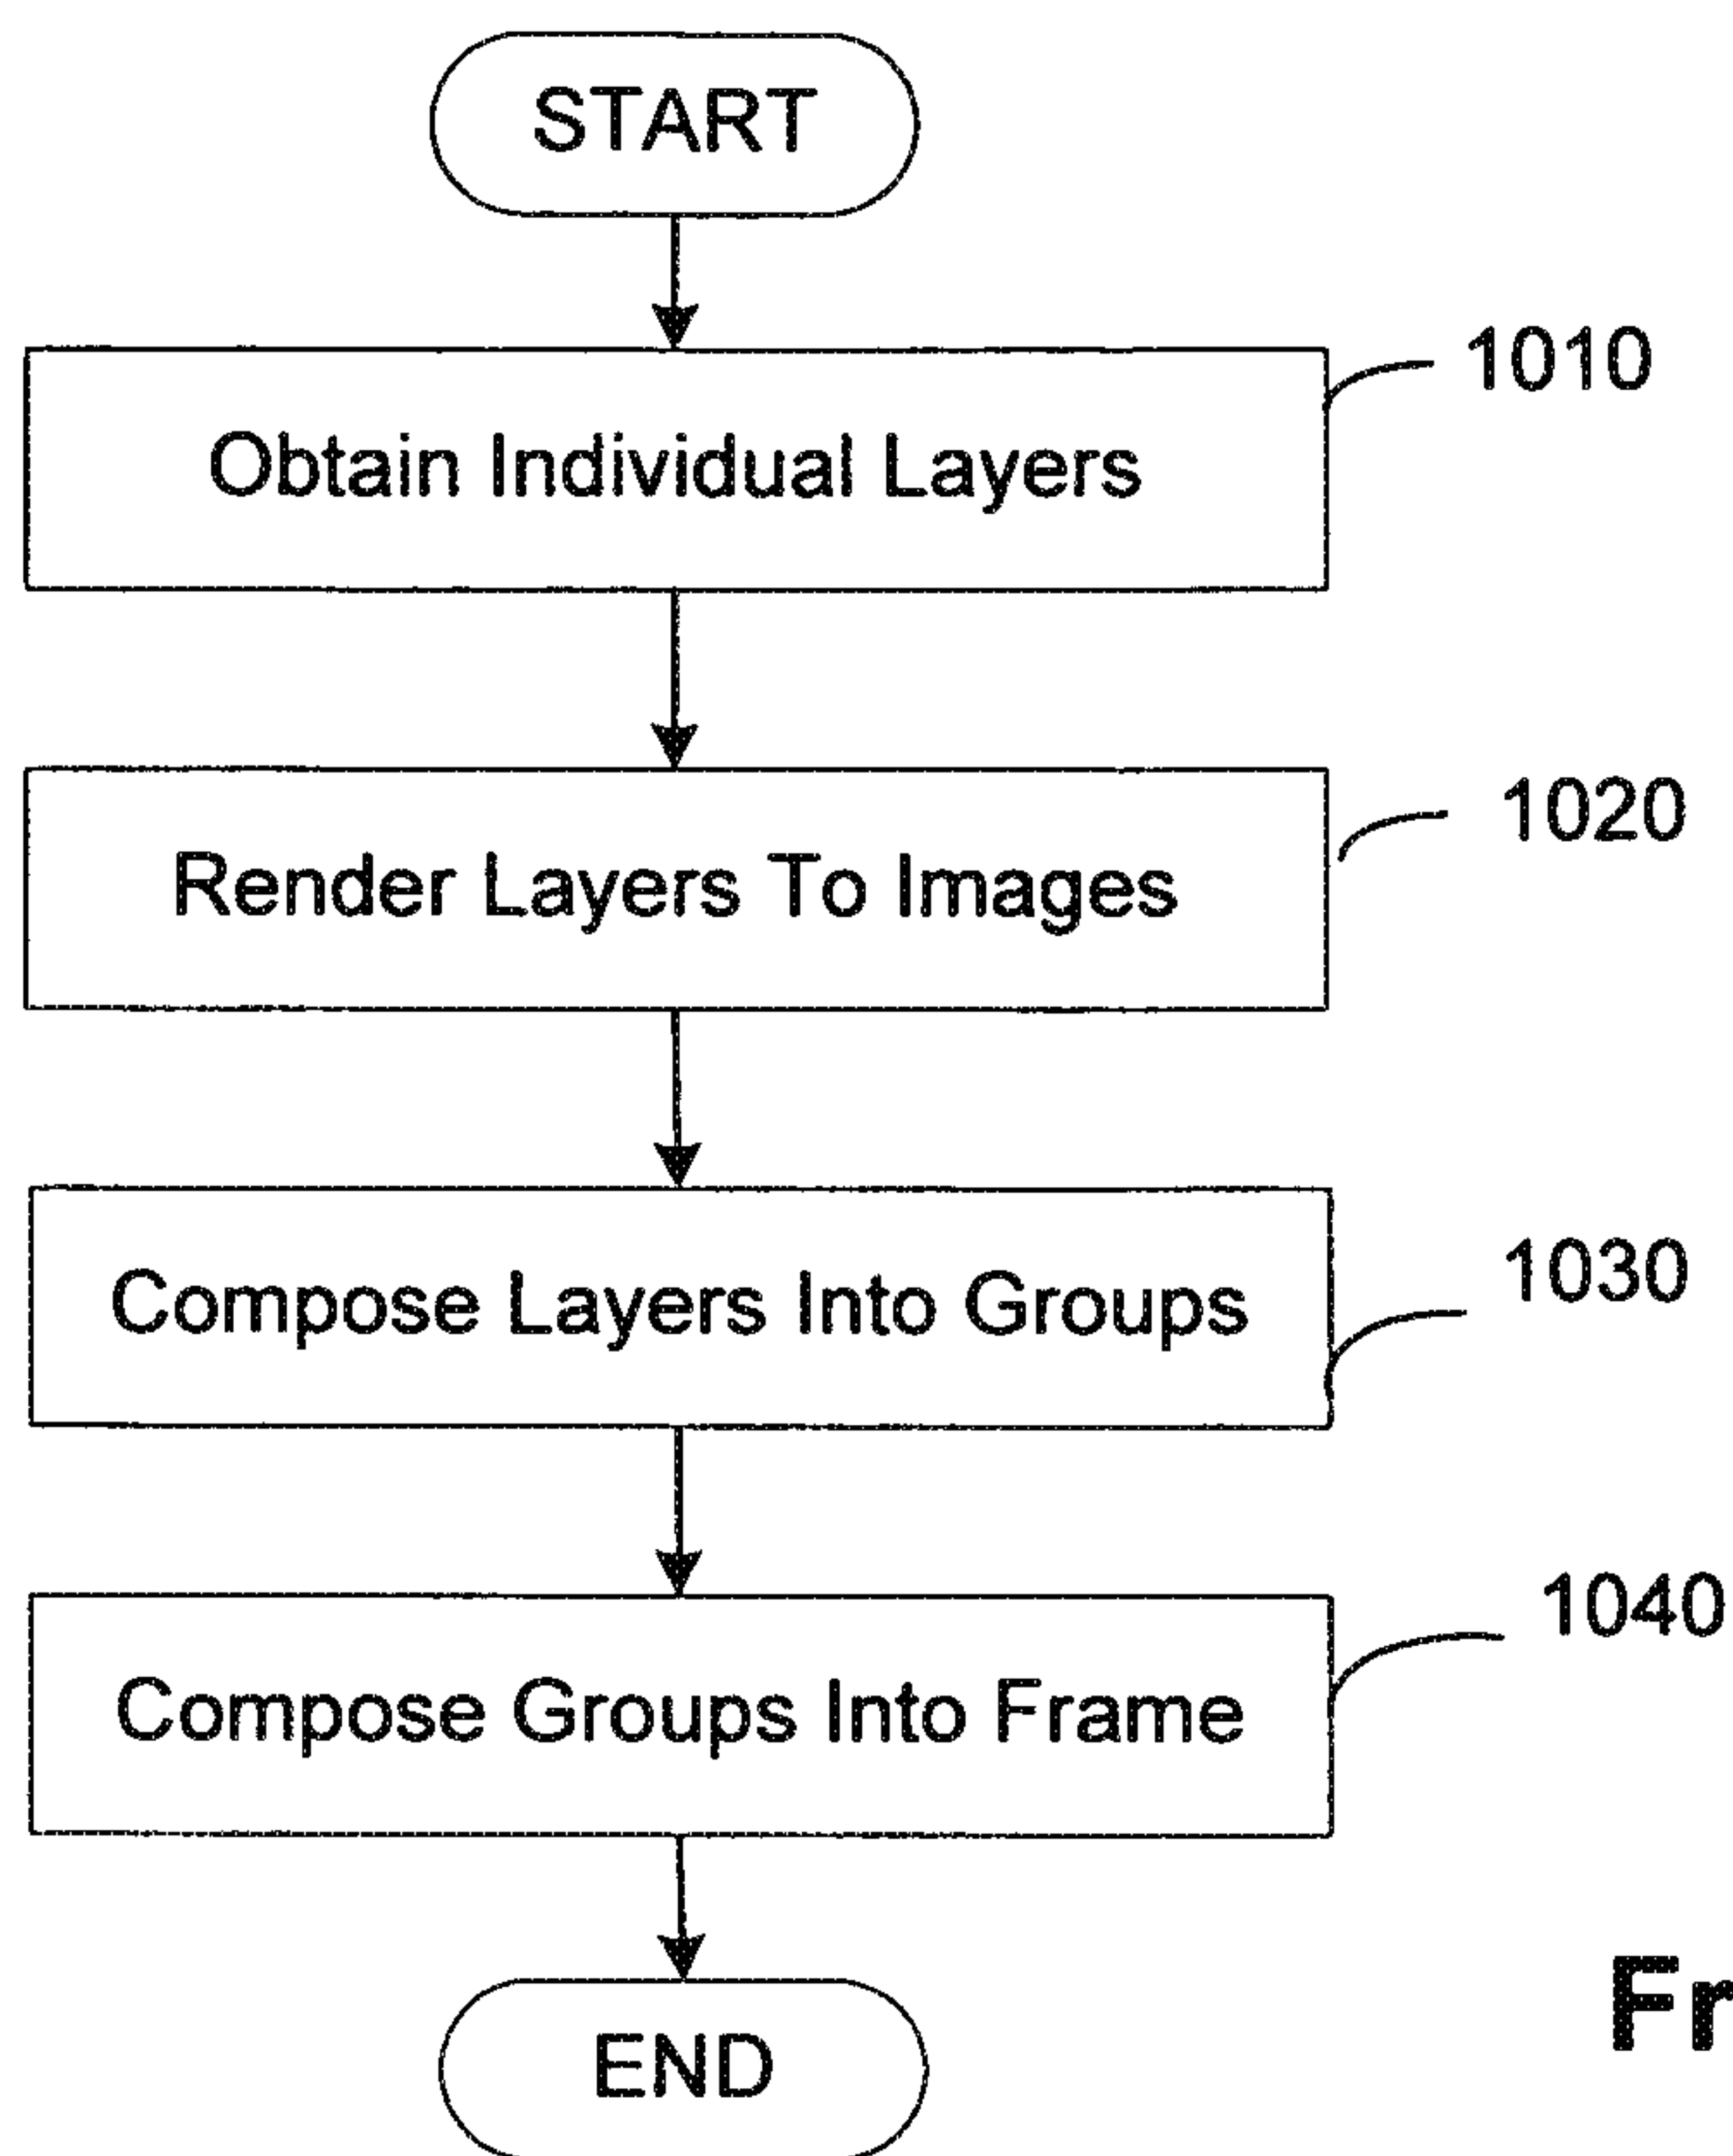 START
1010
Obtain Individual Layers
1020
Render Layers To Images
1030
Compose Layers Into Groups
1040
Compose Groups Into Frame
END
Fr